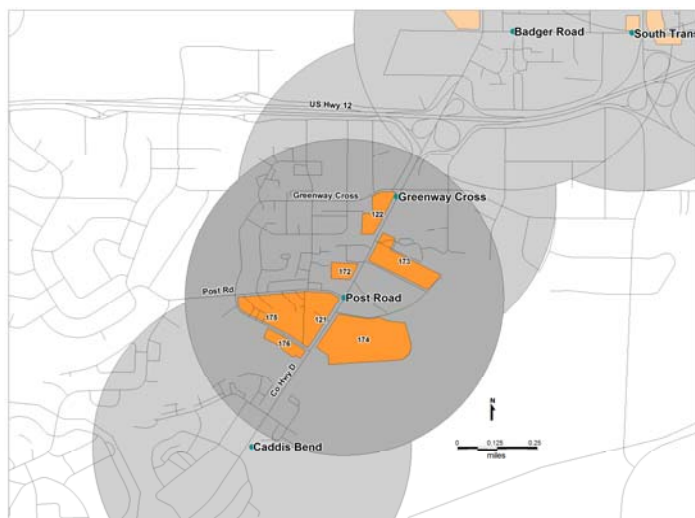 Badger Road
South Trans
US Hwy 12
Greenway Cross
Greenway Cross
122
173
172
Post Rd
Post Road
175
121
174
176
Co Hwy D
Caddis Bend
N
0 0.125 0.25
miles